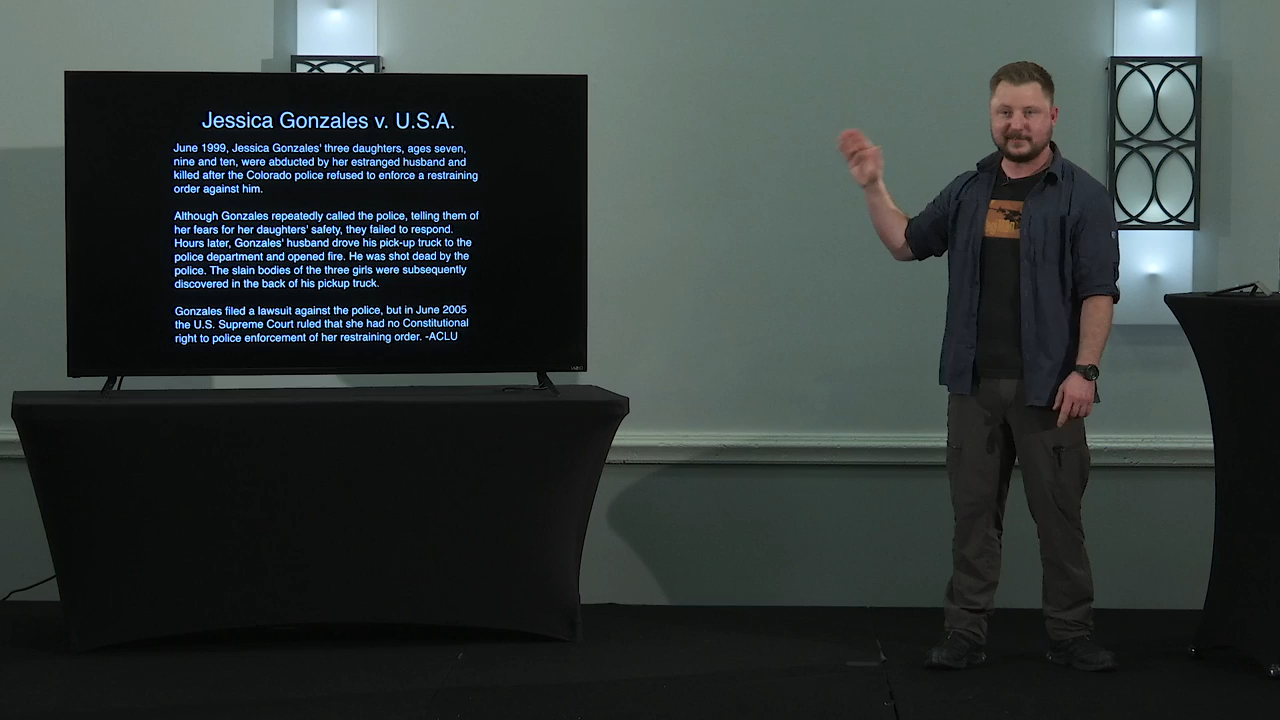 Jessica Gonzales v. U.S.A.
June 1999, Jessica Gonzales' three daughters, ages seven,
nine and ten, were abducted by her estranged husband and
killed after the Colorado police refused to enforce a restraining
order against him.
Although Gonzales repeatedly called the police, telling them of
her fears for her daughters' safety, they failed to respond.
Hours later, Gonzales' husband drove his pick-up truck to the
police department and opened fire. He was shot dead by the
police. The slain bodies of the three girls were subsequently
discovered in the back of his pickup truck.
Gonzales filed a lawsuit against the police, but in June 2005
the U.S. Supreme Court ruled that she had no Constitutional
right to police enforcement of her restraining order. -ACLU
VIZIO